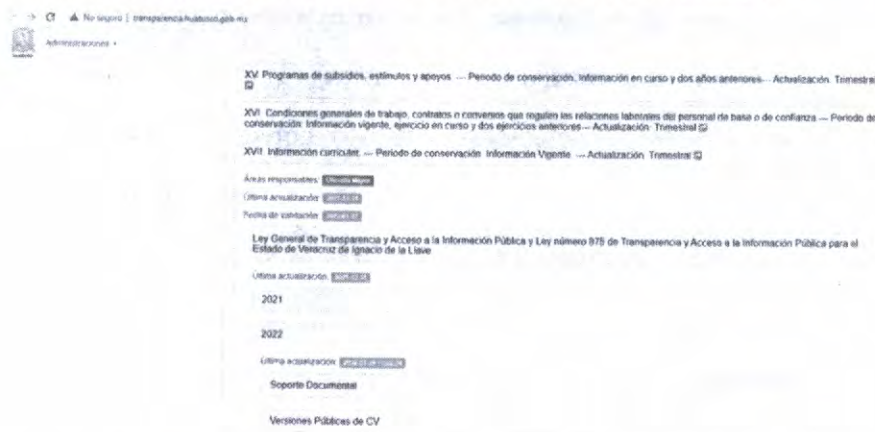 No seguro | transparencia.huatusco.gob.mx
Administraciones
XV. Programas de subsidios, estímulos y apoyos. --- Periodo de conservación. Información en curso y dos años anteriores.-- Actualización. Trimestral
XVI. Condiciones generales de trabajo, contratos o convenios que regulen las relaciones laborales del personal de base o de confianza --- Periodo de
conservación: Información vigente, ejercicio en curso y dos ejercicios anteriores--- Actualización: Trimestral
XVII. Información curricular. --- Periodo de conservación. Información Vigente. --- Actualización. Trimestral
Áreas responsables: Oficialía Mayor
Última actualización:
Fecha de validación:
Ley General de Transparencia y Acceso a la Información Pública y Ley número 875 de Transparencia y Acceso a la Información Pública para el
Estado de Veracruz de Ignacio de la Llave
Última actualización:
2021
2022
Última actualización:
Soporte Documental
Versiones Públicas de CV